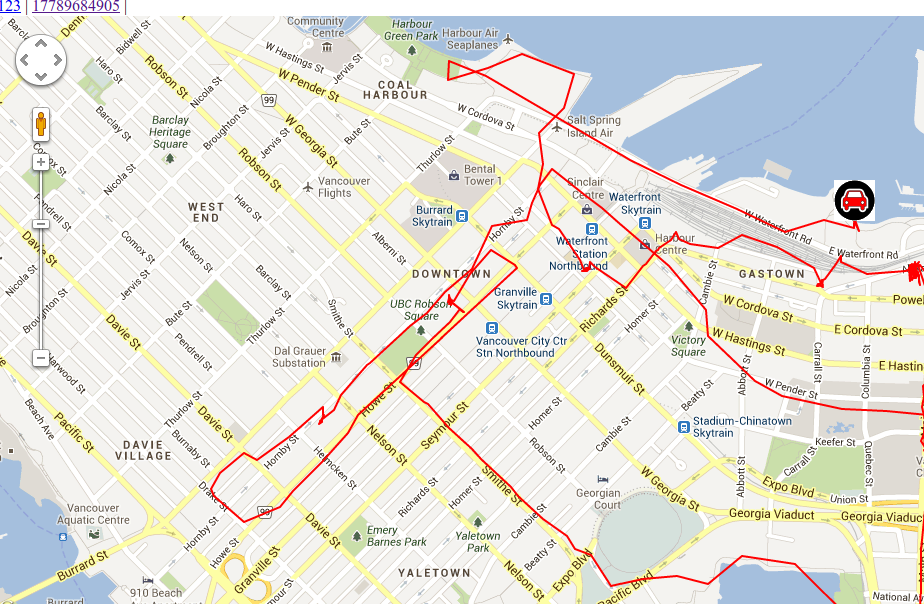 123 | 17789684905 |
Community
Centre
Harbour
Green Park
Harbour Air
Seaplanes
Bidwell St
W Hastings St
Jervis St
COAL
HARBOUR
Haro St
Robson St
Nicola St
99
W Pender St
W Cordova St
Salt Spring
Island Air
Barclay St
Broughton St
W Georgia St
Bute St
Barclay
Heritage
Square
Jervis St
Thurlow St
Comox St
Nicola St
Robson St
Bental
Tower 1
Vancouver
Flights
Sinclair
Centre
Waterfront
Skytrain
Pendrell St
WEST
END
Haro St
Burrard
Skytrain
Hornby St
W Waterfront Rd
Davie St
Comox St
Nelson St
Alberni St
Waterfront
Station
Northbound
Harbour
Centre
E Waterfront Rd
Nicola St
Jervis St
Barclay St
DOWNTOWN
Cambie St
GASTOWN
Broughton St
Bute St
Smithe St
UBC Robson
Square
Granville
Skytrain
Richards St
Homer St
W Cordova St
Powe
Davie St
Thurlow St
Vancouver City Ctr
Stn Northbound
Victory
Square
W Hastings St
E Cordova St
Pendrell St
Dal Grauer
Substation
99
Dunsmuir St
Abbott St
Carrall St
Columbia St
E Hastin
Harwood St
Howe St
Beatty St
W Pender St
Beach Ave
Thurlow St
Davie St
Seymour St
Homer St
Pacific St
Burnaby St
Hornby St
Nelson St
Cambie St
Stadium-Chinatown
Skytrain
DAVIE
VILLAGE
Helmcken St
Robson St
Keefer St
Carrall St
Quebec St
Drake St
Smithe St
W Georgia St
Abbott St
Expo Blvd
Union St
Richards St
Homer St
Georgian
Court
Vancouver
Aquatic Centre
99
Cambie St
Georgia Viaduct
Georgia Viaduct
Hornby St
Davie St
Emery
Barnes Park
Yaletown
Park
Howe St
Beatty St
Burrard St
Granville St
YALETOWN
Nelson St
Expo Blvd
Pacific Blvd
910 Beach
National A
Burrard